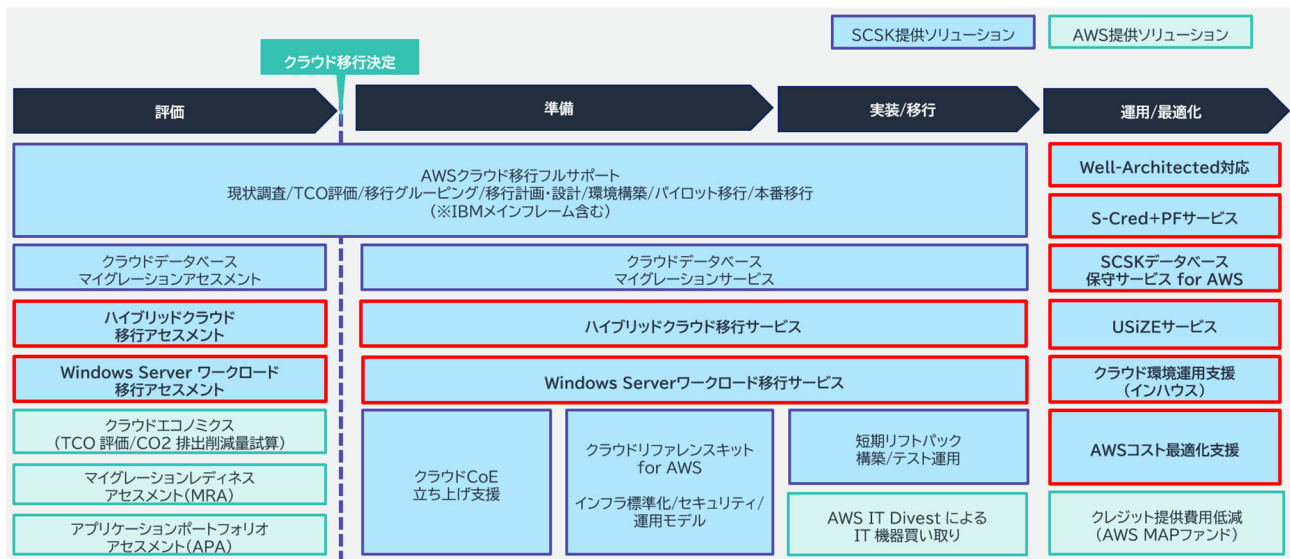 SCSK提供ソリューション
AWS提供ソリューション
クラウド移行決定
評価
準備
実装/移行
運用/最適化
AWSクラウド移行フルサポート
現状調査/TCO評価/移行グルーピング/移行計画・設計/環境構築/パイロット移行/本番移行
(※IBMメインフレーム含む)
Well-Architected対応
S-Cred+PFサービス
クラウドデータベース
マイグレーションアセスメント
クラウドデータベース
マイグレーションサービス
SCSKデータベース
保守サービス for AWS
ハイブリッドクラウド
移行アセスメント
ハイブリッドクラウド移行サービス
USiZEサービス
Windows Server ワークロード
移行アセスメント
Windows Serverワークロード移行サービス
クラウド環境運用支援
(インハウス)
クラウドエコノミクス
(TCO 評価/CO2 排出削減量試算)
マイグレーションレディネス
アセスメント(MRA)
アプリケーションポートフォリオ
アセスメント(APA)
クラウドCoE
立ち上げ支援
クラウドリファレンスキット
for AWS
インフラ標準化/セキュリティ/
運用モデル
短期リフトパック
構築/テスト運用
AWS IT Divest による
IT 機器買い取り
AWSコスト最適化支援
クレジット提供費用低減
(AWS MAPファンド)